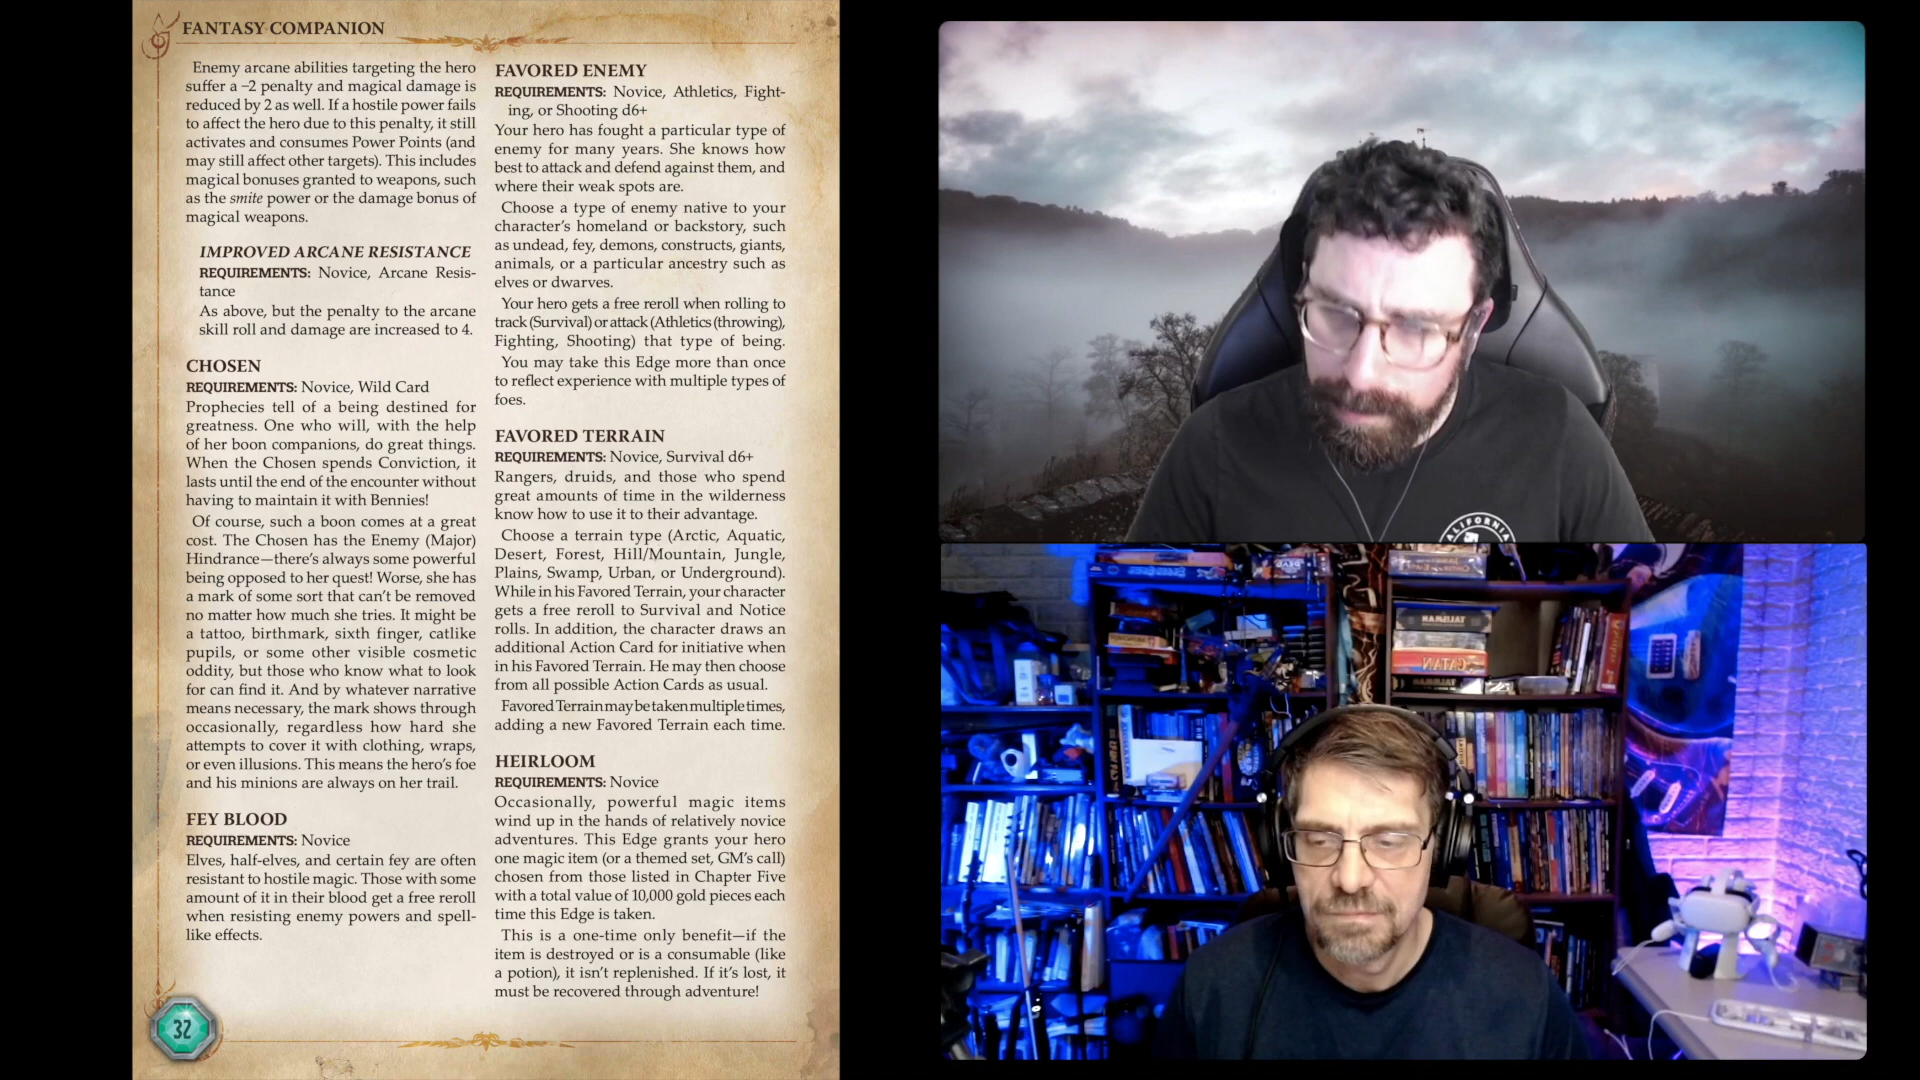 FANTASY COMPANION
Enemy arcane abilities targeting the hero
suffer a −2 penalty and magical damage is
reduced by 2 as well. If a hostile power fails
to affect the hero due to this penalty, it still
activates and consumes Power Points (and
may still affect other targets). This includes
magical bonuses granted to weapons, such
as the smite power or the damage bonus of
magical weapons.
IMPROVED ARCANE RESISTANCE
REQUIREMENTS: Novice, Arcane Resis-
tance
As above, but the penalty to the arcane
skill roll and damage are increased to 4.
CHOSEN
REQUIREMENTS: Novice, Wild Card
Prophecies tell of a being destined for
greatness. One who will, with the help
of her boon companions, do great things.
When the Chosen spends Conviction, it
lasts until the end of the encounter without
having to maintain it with Bennies!
Of course, such a boon comes at a great
cost. The Chosen has the Enemy (Major)
Hindrance—there's always some powerful
being opposed to her quest! Worse, she has
a mark of some sort that can't be removed
no matter how much she tries. It might be
a tattoo, birthmark, sixth finger, catlike
pupils, or some other visible cosmetic
oddity, but those who know what to look
for can find it. And by whatever narrative
means necessary, the mark shows through
occasionally, regardless how hard she
attempts to cover it with clothing, wraps,
or even illusions. This means the hero's foe
and his minions are always on her trail.
FEY BLOOD
REQUIREMENTS: Novice
Elves, half-elves, and certain fey are often
resistant to hostile magic. Those with some
amount of it in their blood get a free reroll
when resisting enemy powers and spell-
like effects.
32
FAVORED ENEMY
REQUIREMENTS: Novice, Athletics, Fight-
ing, or Shooting d6+
Your hero has fought a particular type of
enemy for many years. She knows how
best to attack and defend against them, and
where their weak spots are.
Choose a type of enemy native to your
character's homeland or backstory, such
as undead, fey, demons, constructs, giants,
animals, or a particular ancestry such as
elves or dwarves.
Your hero gets a free reroll when rolling to
track (Survival) or attack (Athletics (throwing),
Fighting, Shooting) that type of being.
You may take this Edge more than once
to reflect experience with multiple types of
foes.
FAVORED TERRAIN
REQUIREMENTS: Novice, Survival d6+
Rangers, druids, and those who spend
great amounts of time in the wilderness
know how to use it to their advantage.
Choose a terrain type (Arctic, Aquatic,
Desert, Forest, Hill/Mountain, Jungle,
Plains, Swamp, Urban, or Underground).
While in his Favored Terrain, your character
gets a free reroll to Survival and Notice
rolls. In addition, the character draws an
additional Action Card for initiative when
in his Favored Terrain. He may then choose
from all possible Action Cards as usual.
Favored Terrain may be taken multiple times,
adding a new Favored Terrain each time.
HEIRLOOM
REQUIREMENTS: Novice
Occasionally, powerful magic items
wind up in the hands of relatively novice
adventures. This Edge grants your hero
one magic item (or a themed set, GM's call)
chosen from those listed in Chapter Five
with a total value of 10,000 gold pieces each
time this Edge is taken.
This is a one-time only benefit—if the
item is destroyed or is a consumable (like
a potion), it isn't replenished. If it's lost, it
must be recovered through adventure!
CALIFORNIA
TALISMAN
CATAN
TALISMAN